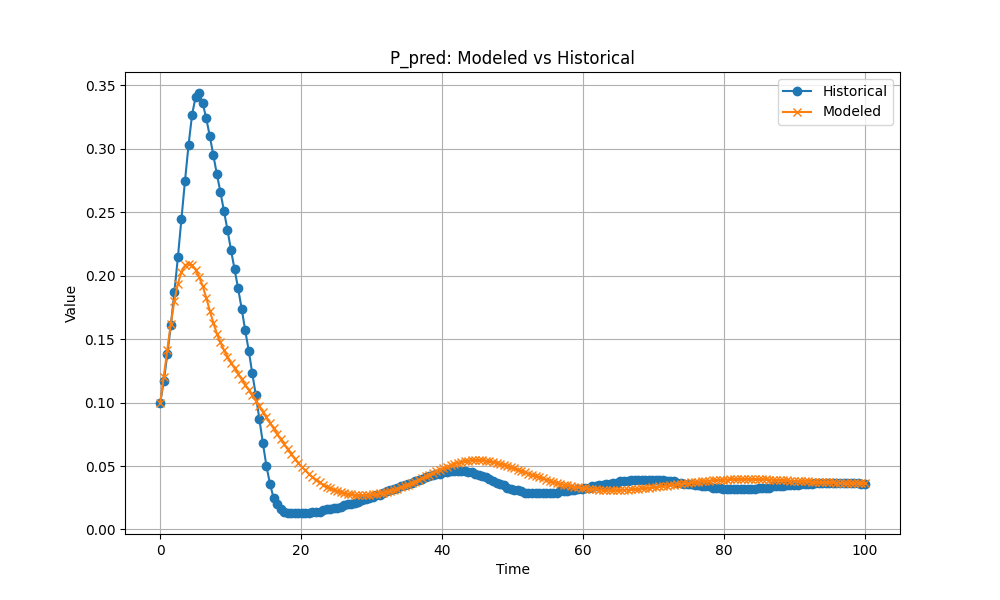 P_pred: Modeled vs Historical
Historical
Modeled
0.35
0.30
0.25
0.20
0.15
0.10
0.05
0.00
Value
0 20 40 60 80 100
Time